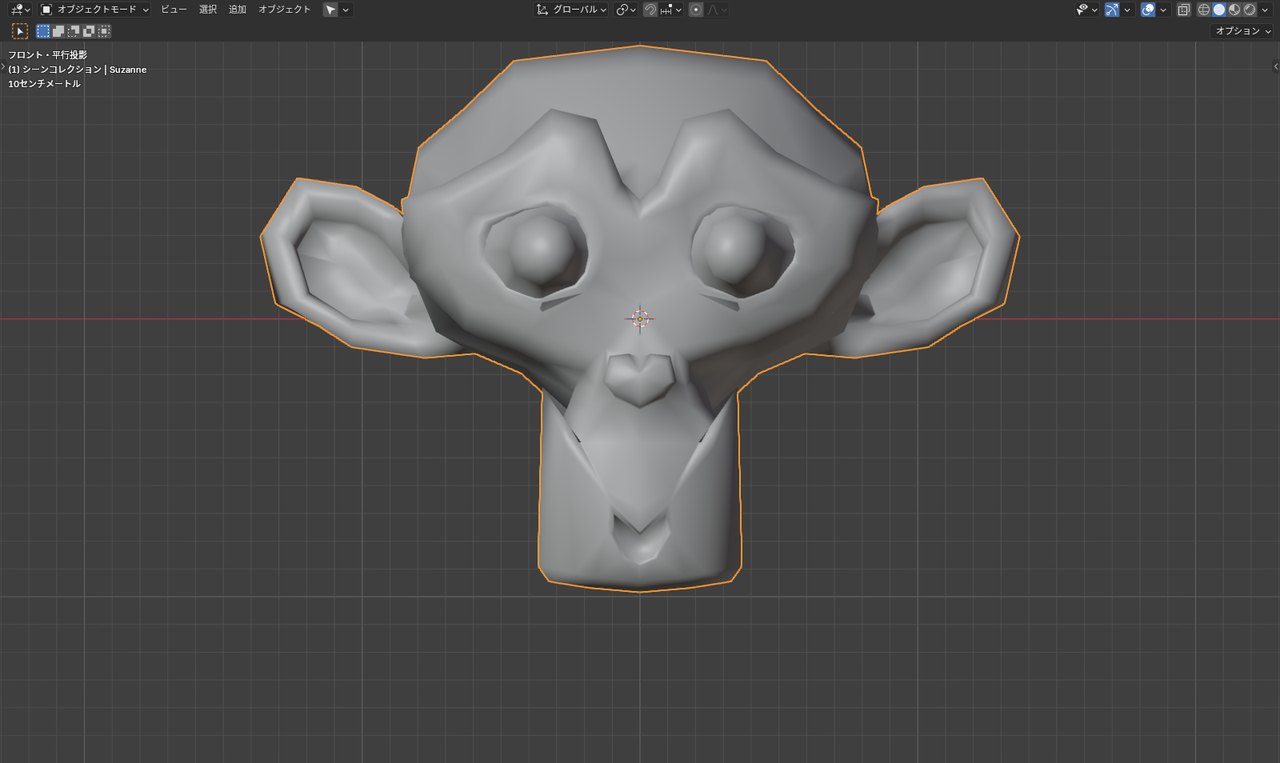 オブジェクトモード ビュー 選択 追加 オブジェクト グローバル
オプション
フロント・平行投影
(1) シーンコレクション | Suzanne
10センチメートル